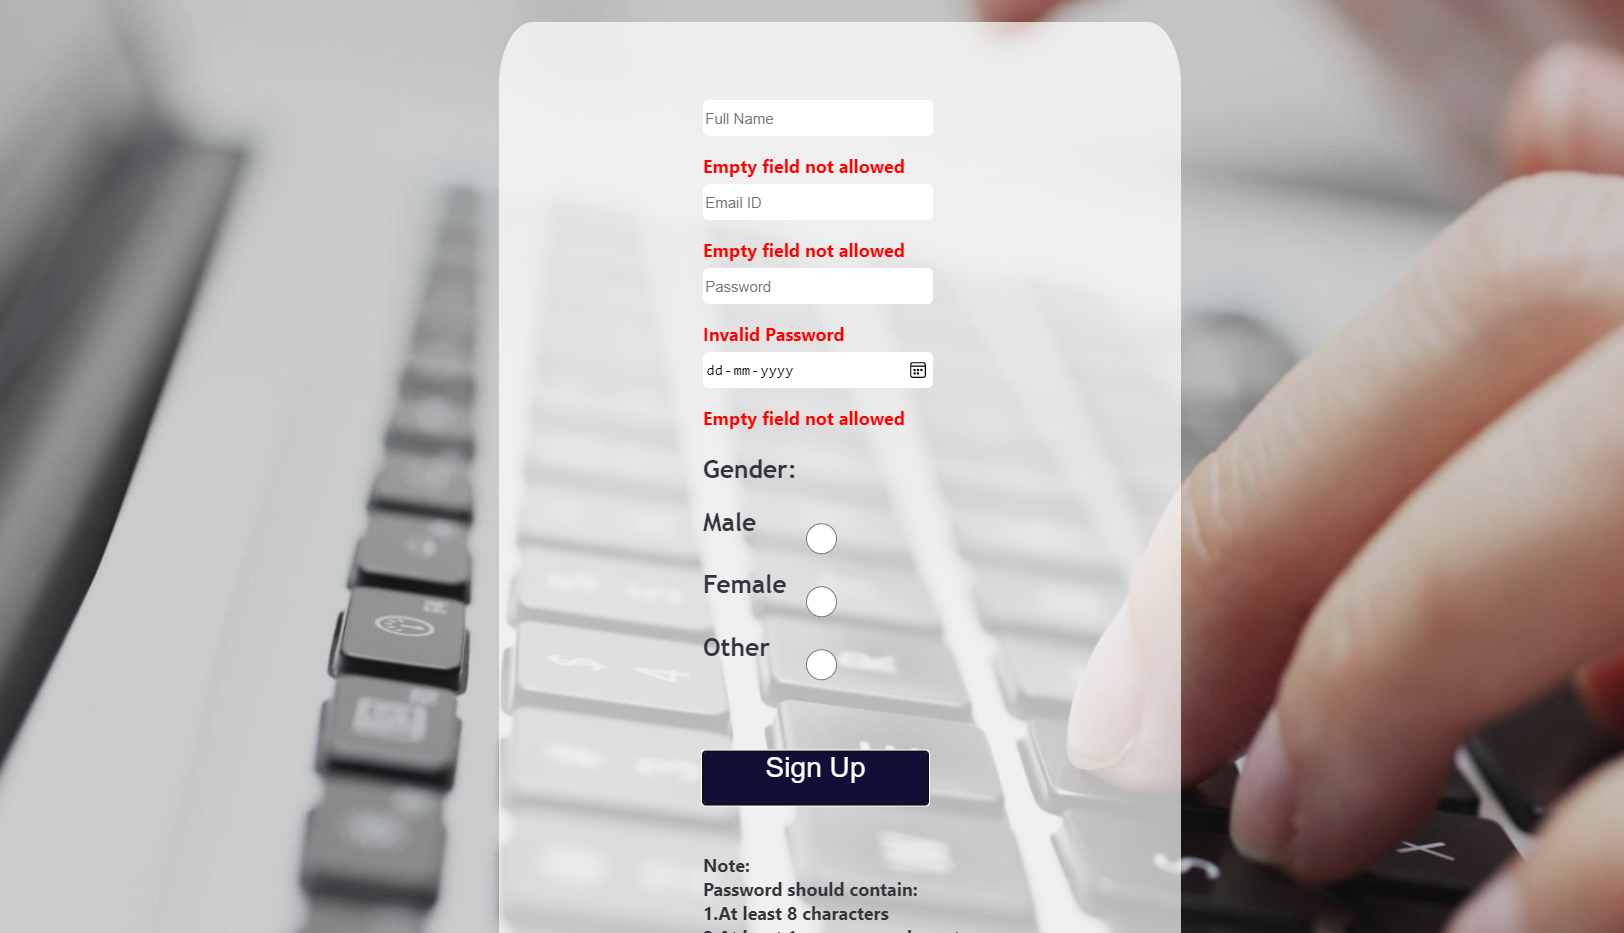 Full Name
Empty field not allowed
Email ID
Empty field not allowed
Password
Invalid Password
dd-mm-yyyy
Empty field not allowed
Gender:
Male
Female
Other
Sign Up
Note:
Password should contain:
1.At least 8 characters